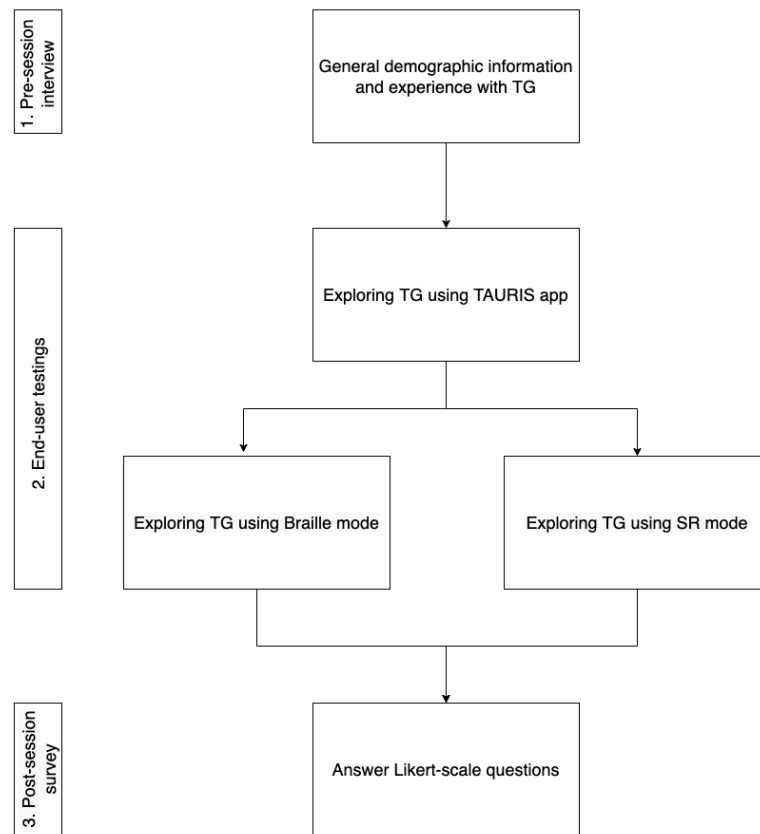 1. Pre-session
interview
General demographic information
and experience with TG
2. End-user testings
Exploring TG using TAURIS app
Exploring TG using Braille mode
Exploring TG using SR mode
3. Post-session
survey
Answer Likert-scale questions